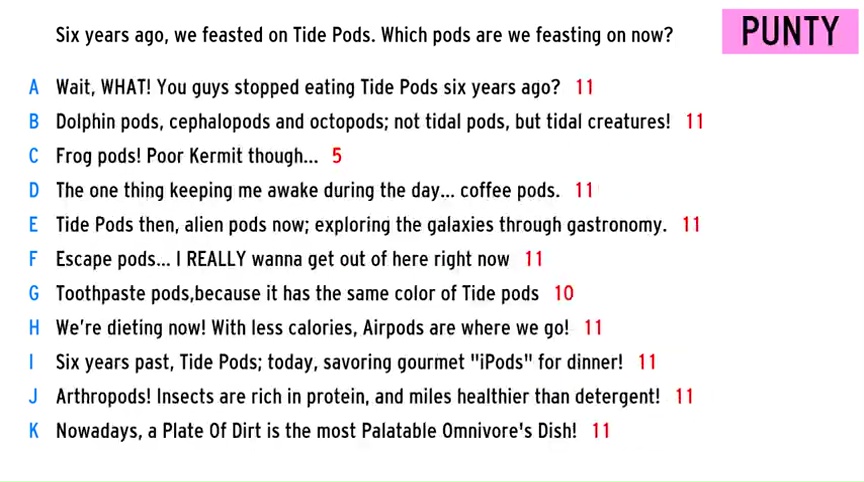 Six years ago, we feasted on Tide Pods. Which pods are we feasting on now?
PUNTY
A Wait, WHAT! You guys stopped eating Tide Pods six years ago? 11
B Dolphin pods, cephalopods and octopods; not tidal pods, but tidal creatures! 11
C Frog pods! Poor Kermit though... 5
D The one thing keeping me awake during the day... coffee pods. 11
E Tide Pods then, alien pods now; exploring the galaxies through gastronomy. 11
F Escape pods... I REALLY wanna get out of here right now 11
G Toothpaste pods,because it has the same color of Tide pods 10
H We're dieting now! With less calories, Airpods are where we go! 11
I Six years past, Tide Pods; today, savoring gourmet "iPods" for dinner! 11
J Arthropods! Insects are rich in protein, and miles healthier than detergent! 11
K Nowadays, a Plate Of Dirt is the most Palatable Omnivore's Dish! 11